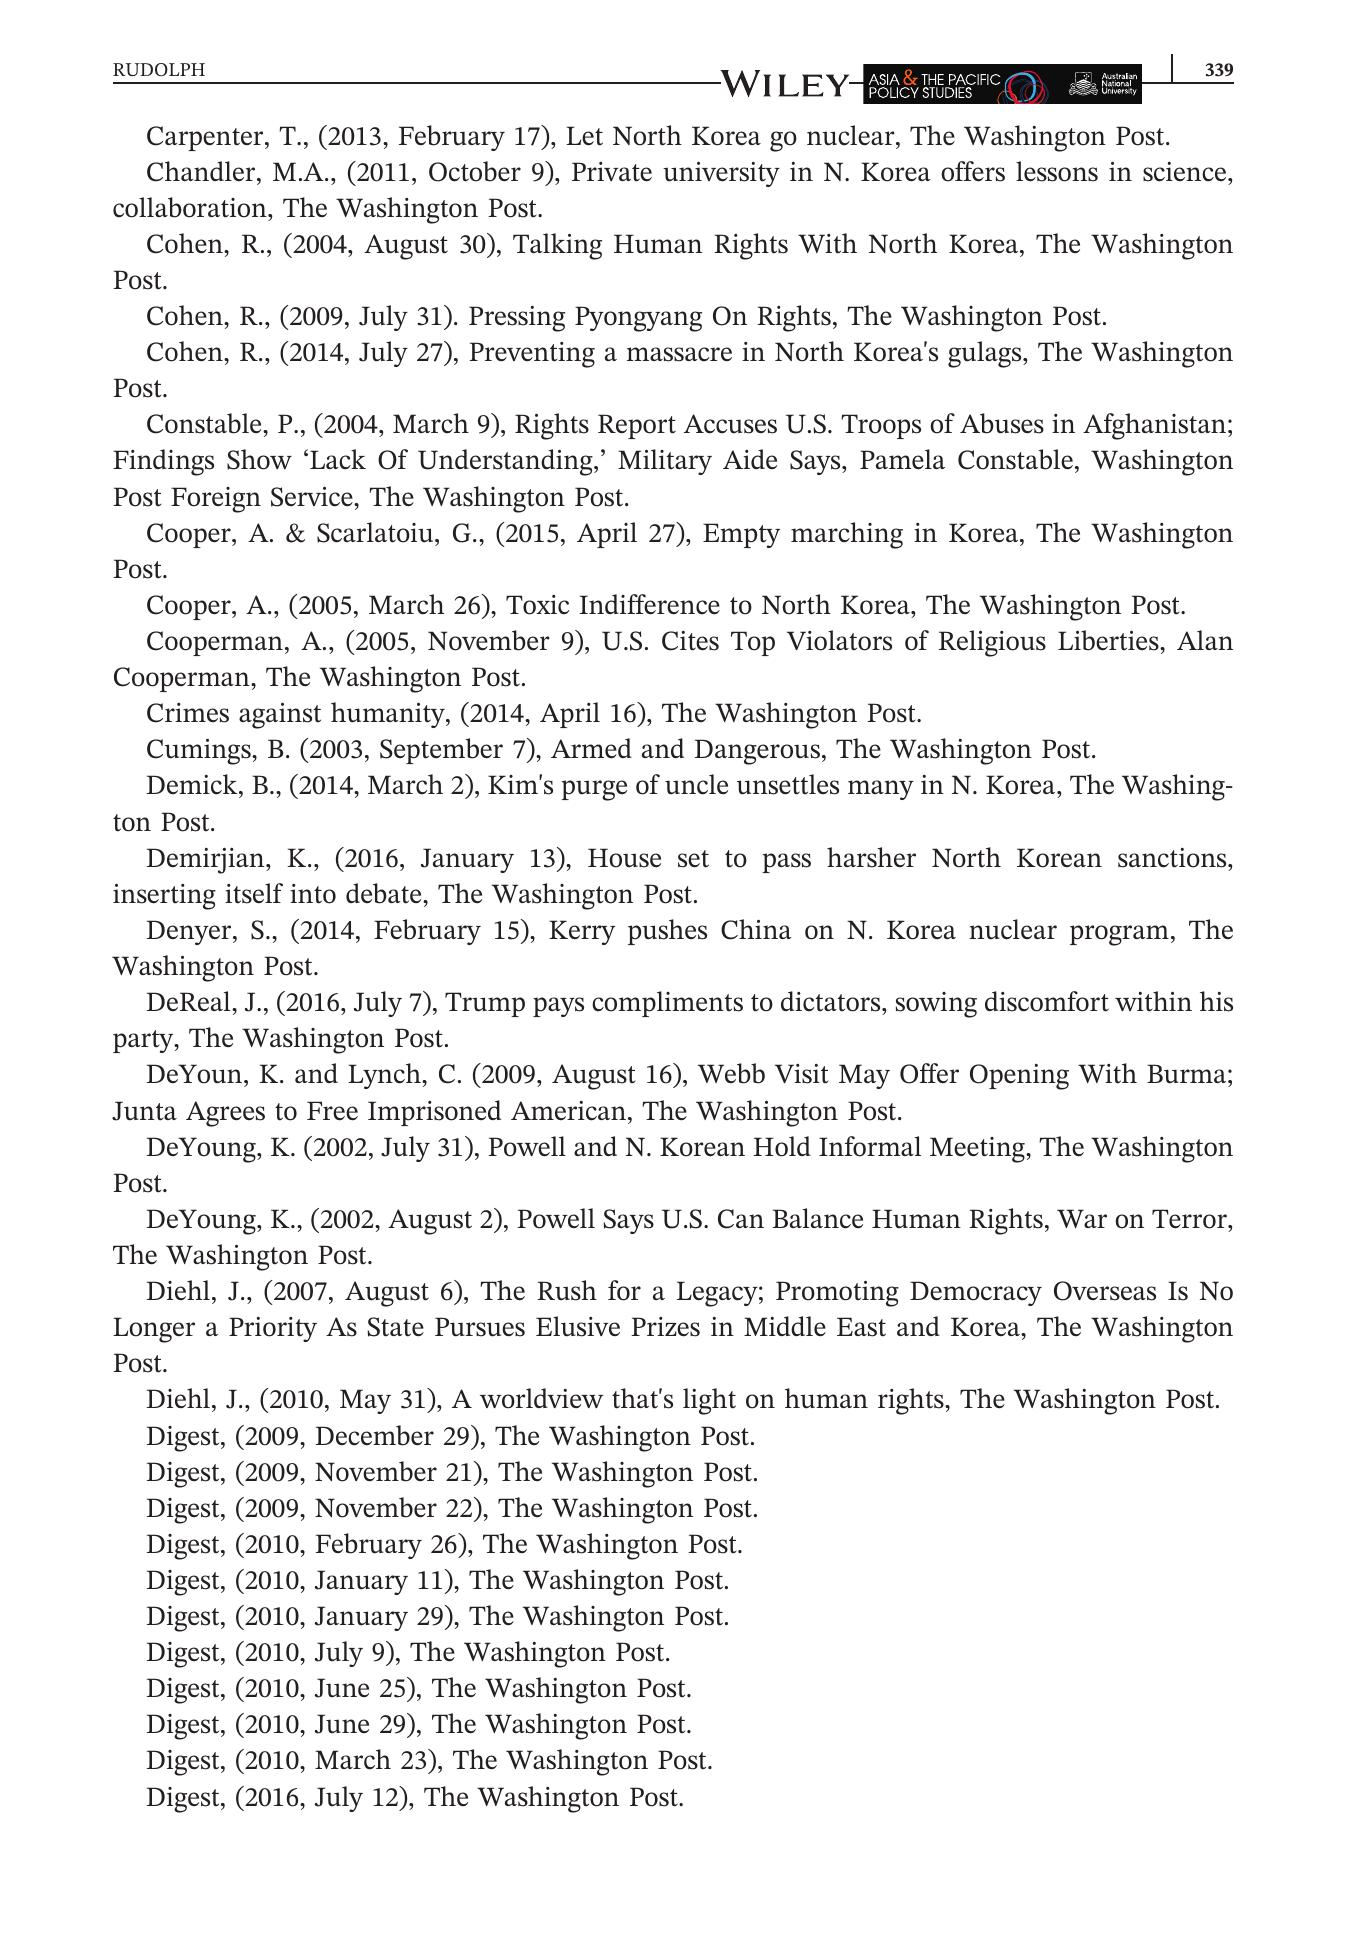 RUDOLPH
WILEY
ASIA & THE PACIFIC
POLICY STUDIES
Australian
National
University
339
Carpenter, T., (2013, February 17), Let North Korea go nuclear, The Washington Post.
Chandler, M.A., (2011, October 9), Private university in N. Korea offers lessons in science,
collaboration, The Washington Post.
Cohen, R., (2004, August 30), Talking Human Rights With North Korea, The Washington
Post.
Cohen, R., (2009, July 31). Pressing Pyongyang On Rights, The Washington Post.
Cohen, R., (2014, July 27), Preventing a massacre in North Korea's gulags, The Washington
Post.
Constable, P., (2004, March 9), Rights Report Accuses U.S. Troops of Abuses in Afghanistan;
Findings Show ‘Lack Of Understanding,’ Military Aide Says, Pamela Constable, Washington
Post Foreign Service, The Washington Post.
Cooper, A. & Scarlatoiu, G., (2015, April 27), Empty marching in Korea, The Washington
Post.
Cooper, A., (2005, March 26), Toxic Indifference to North Korea, The Washington Post.
Cooperman, A., (2005, November 9), U.S. Cites Top Violators of Religious Liberties, Alan
Cooperman, The Washington Post.
Crimes against humanity, (2014, April 16), The Washington Post.
Cumings, B. (2003, September 7), Armed and Dangerous, The Washington Post.
Demick, B., (2014, March 2), Kim's purge of uncle unsettles many in N. Korea, The Washing-
ton Post.
Demirjian, K., (2016, January 13), House set to pass harsher North Korean sanctions,
inserting itself into debate, The Washington Post.
Denyer, S., (2014, February 15), Kerry pushes China on N. Korea nuclear program, The
Washington Post.
DeReal, J., (2016, July 7), Trump pays compliments to dictators, sowing discomfort within his
party, The Washington Post.
DeYoun, K. and Lynch, C. (2009, August 16), Webb Visit May Offer Opening With Burma;
Junta Agrees to Free Imprisoned American, The Washington Post.
DeYoung, K. (2002, July 31), Powell and N. Korean Hold Informal Meeting, The Washington
Post.
DeYoung, K., (2002, August 2), Powell Says U.S. Can Balance Human Rights, War on Terror,
The Washington Post.
Diehl, J., (2007, August 6), The Rush for a Legacy; Promoting Democracy Overseas Is No
Longer a Priority As State Pursues Elusive Prizes in Middle East and Korea, The Washington
Post.
Diehl, J., (2010, May 31), A worldview that's light on human rights, The Washington Post.
Digest, (2009, December 29), The Washington Post.
Digest, (2009, November 21), The Washington Post.
Digest, (2009, November 22), The Washington Post.
Digest, (2010, February 26), The Washington Post.
Digest, (2010, January 11), The Washington Post.
Digest, (2010, January 29), The Washington Post.
Digest, (2010, July 9), The Washington Post.
Digest, (2010, June 25), The Washington Post.
Digest, (2010, June 29), The Washington Post.
Digest, (2010, March 23), The Washington Post.
Digest, (2016, July 12), The Washington Post.